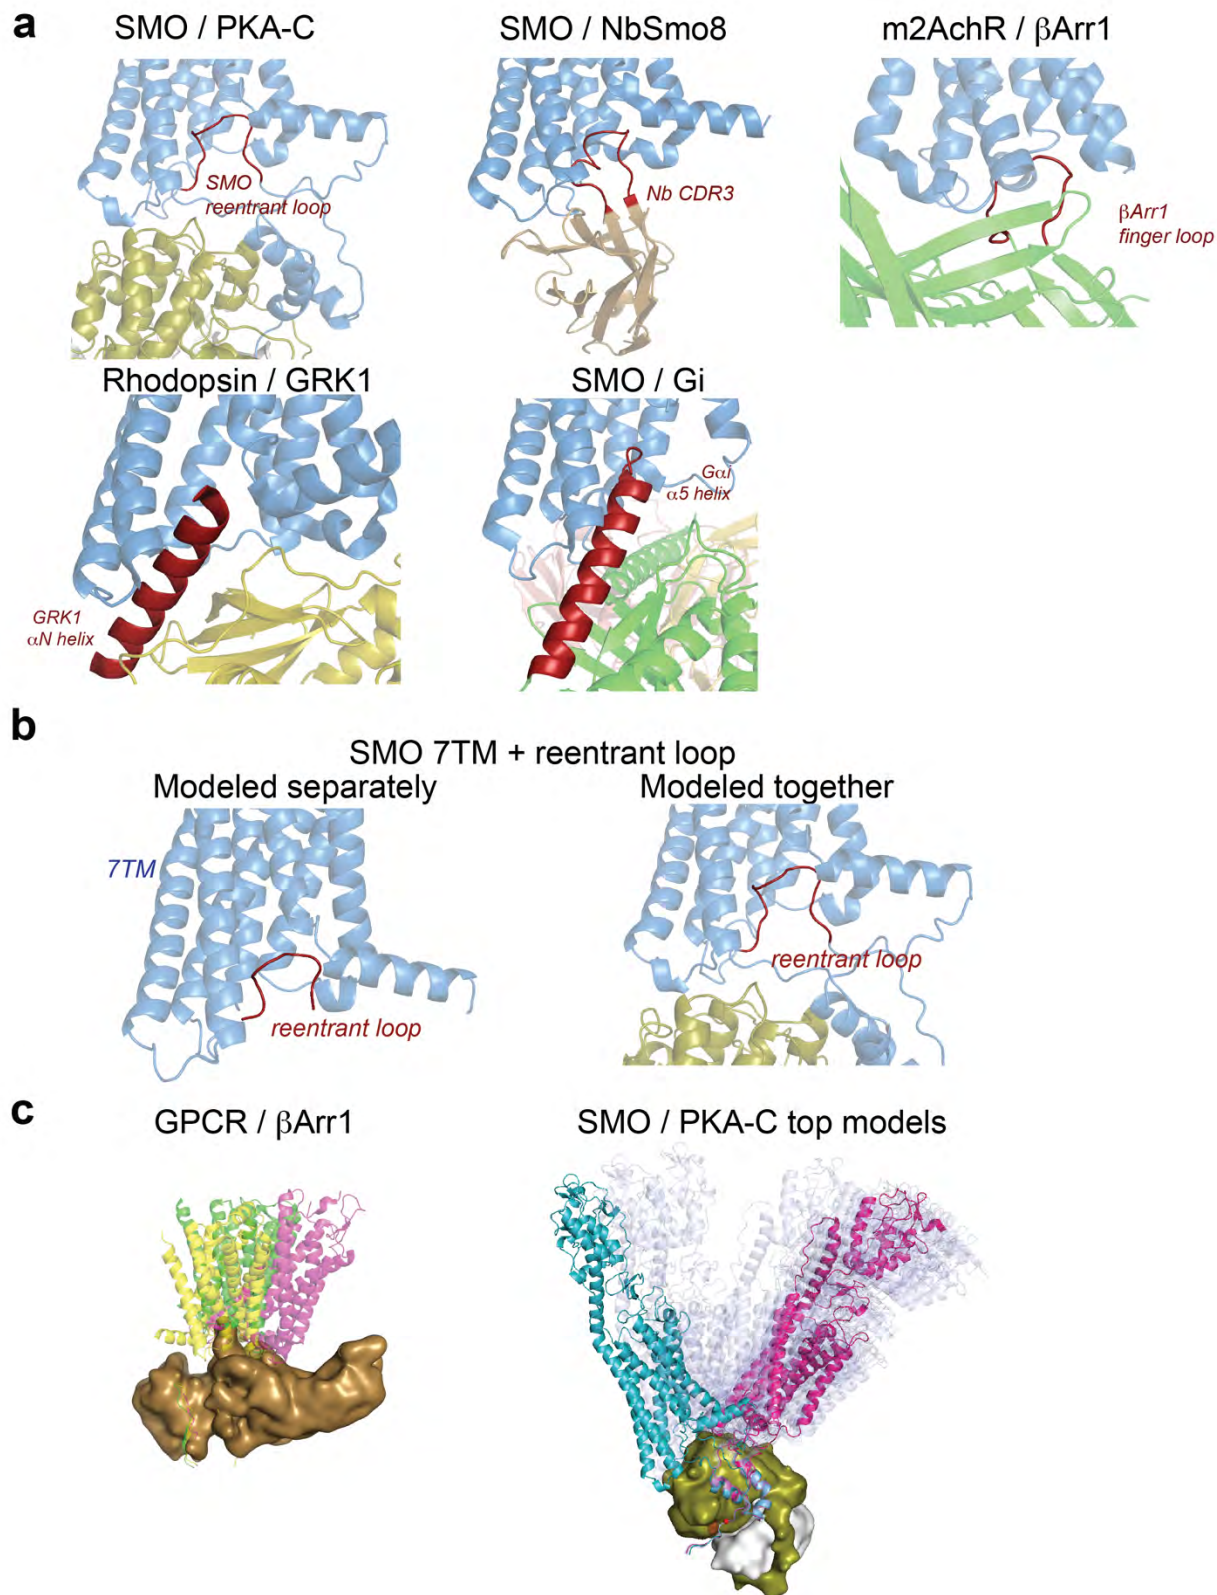 a
SMO / PKA-C
SMO / NbSmo8
m2AchR / βArr1
SMO
reentrant loop
Nb CDR3
βArr1
finger loop
Rhodopsin / GRK1
SMO / Gi
GRK1
αN helix
Gαi
α5 helix
b
SMO 7TM + reentrant loop
Modeled separately
Modeled together
7TM
reentrant loop
reentrant loop
c
GPCR / βArr1
SMO / PKA-C top models